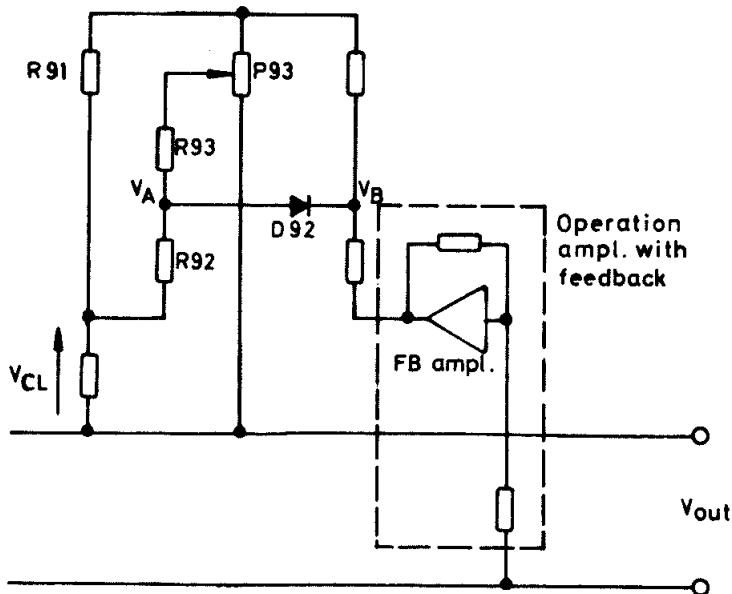 R91
P93
R93
VA
VB
D92
R92
Operation
ampl. with
feedback
FB ampl.
VCL
Vout